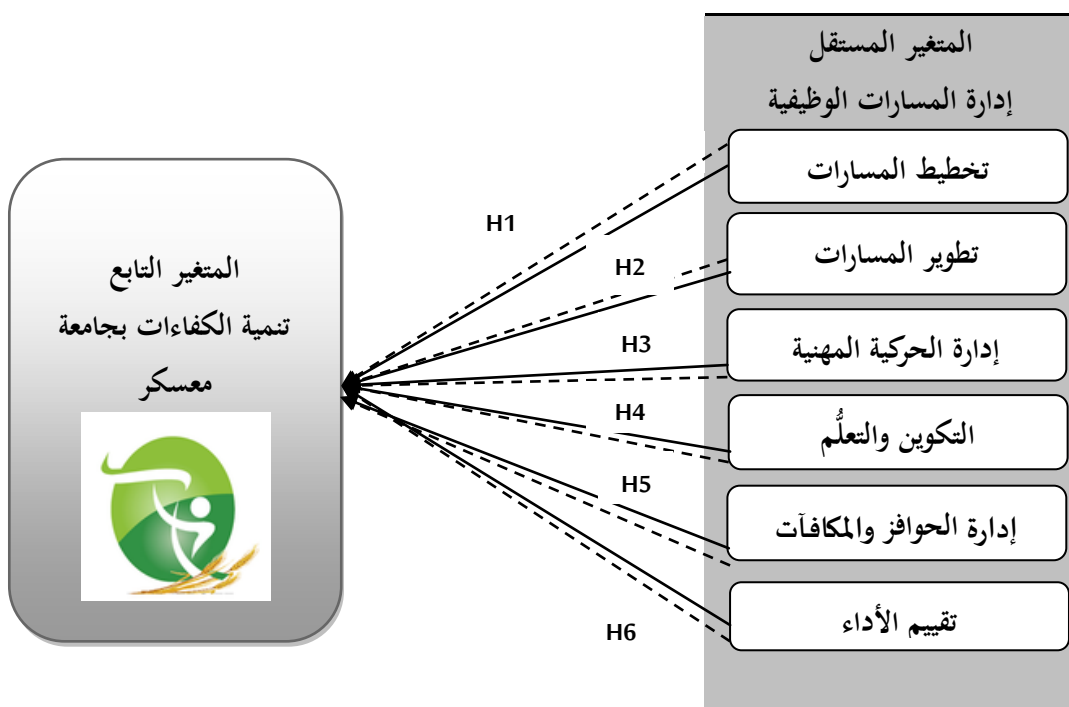 المتغير المستقل
إدارة المسارات الوظيفية
تخطيط المسارات
تطوير المسارات
إدارة الحركية المهنية
التكوين والتعلُّم
إدارة الحوافز والمكافآت
تقييم الأداء
H1
H2
H3
H4
H5
H6
المتغير التابع
تنمية الكفاءات بجامعة
معسكر